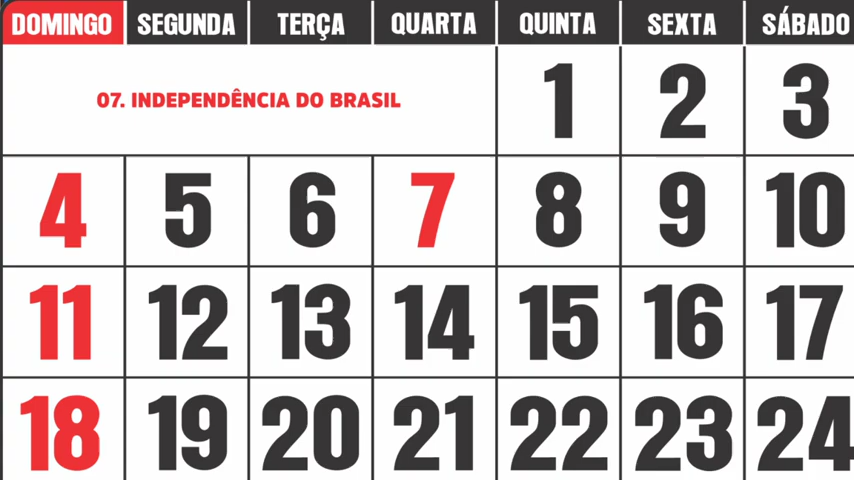 DOMINGO SEGUNDA TERÇA QUARTA QUINTA SEXTA SÁBADO
07. INDEPENDÊNCIA DO BRASIL 1 2 3
4 5 6 7 8 9 10
11 12 13 14 15 16 17
18 19 20 21 22 23 24